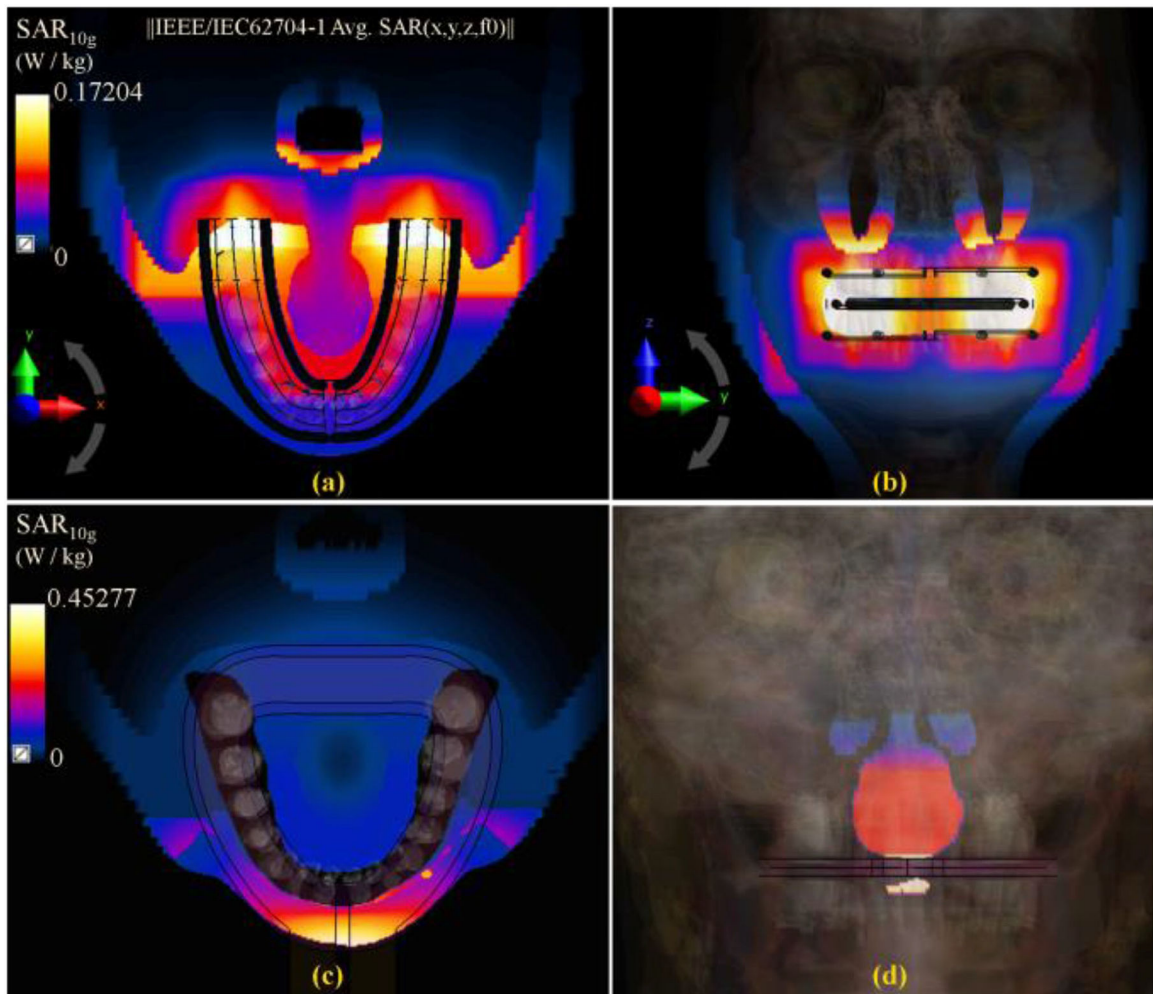 SAR10g
(W / kg)
||IEEE/IEC62704-1 Avg. SAR(x,y,z,f0)||
0.17204
0
y
x
(a)
z
y
(b)
SAR10g
(W / kg)
0.45277
0
(c)
(d)